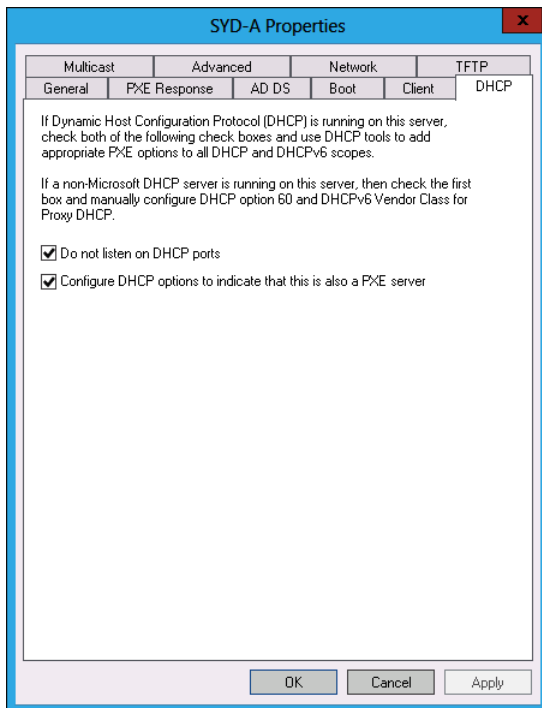 SYD-A Properties
x
Multicast Advanced Network TFTP
General PXE Response AD DS Boot Client DHCP
If Dynamic Host Configuration Protocol (DHCP) is running on this server,
check both of the following check boxes and use DHCP tools to add
appropriate PXE options to all DHCP and DHCPv6 scopes.
If a non-Microsoft DHCP server is running on this server, then check the first
box and manually configure DHCP option 60 and DHCPv6 Vendor Class for
Proxy DHCP.
Do not listen on DHCP ports
Configure DHCP options to indicate that this is also a PXE server
OK Cancel Apply